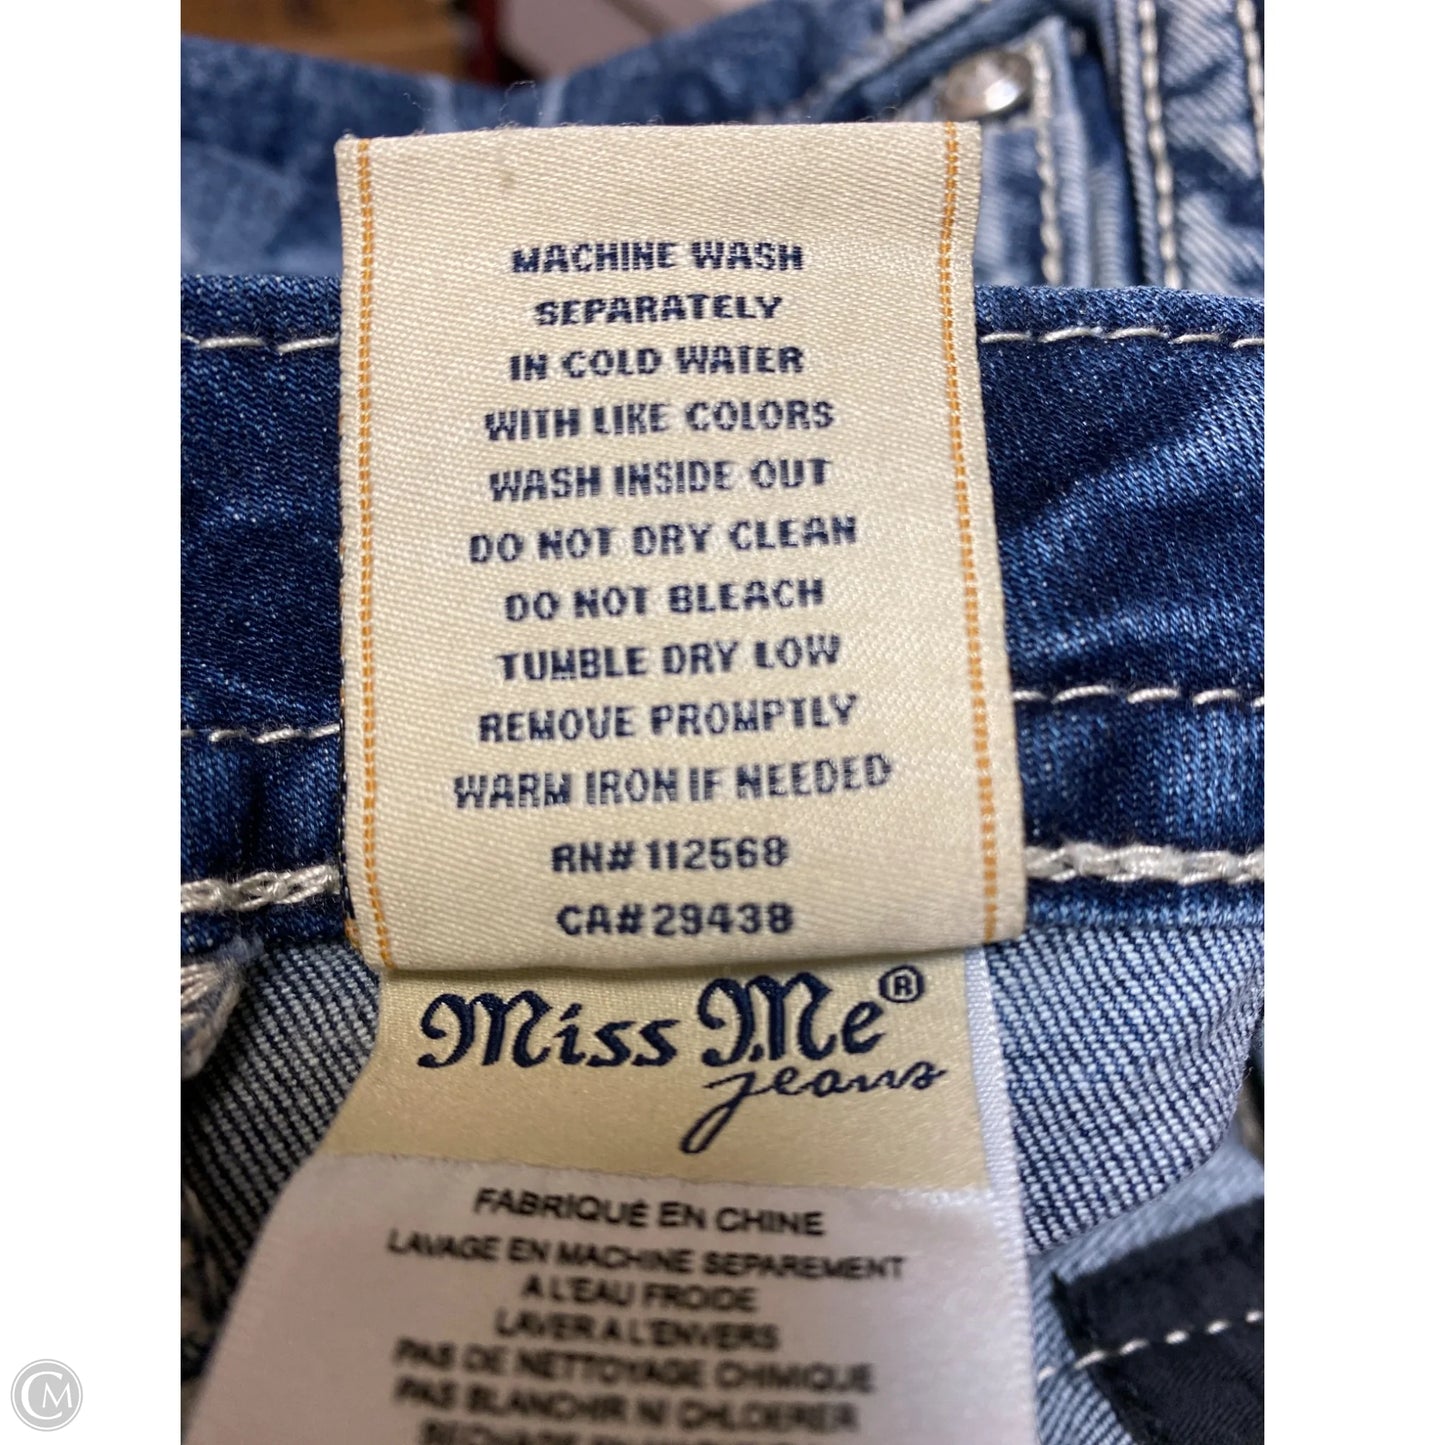 MACHINE WASH
SEPARATELY
IN COLD WATER
WITH LIKE COLORS
WASH INSIDE OUT
DO NOT DRY CLEAN
DO NOT BLEACH
TUMBLE DRY LOW
REMOVE PROMPTLY
WARM IRON IF NEEDED
RN# 112568
CA# 29438
Miss Me®
jeans
FABRIQUÉ EN CHINE
LAVAGE EN MACHINE SEPAREMENT
A L'EAU FROIDE
LAVER A L'ENVERS
PAS DE NETTOYAGE CHIMIQUE
PAS BLANCHIR NI CHLOERER
CM